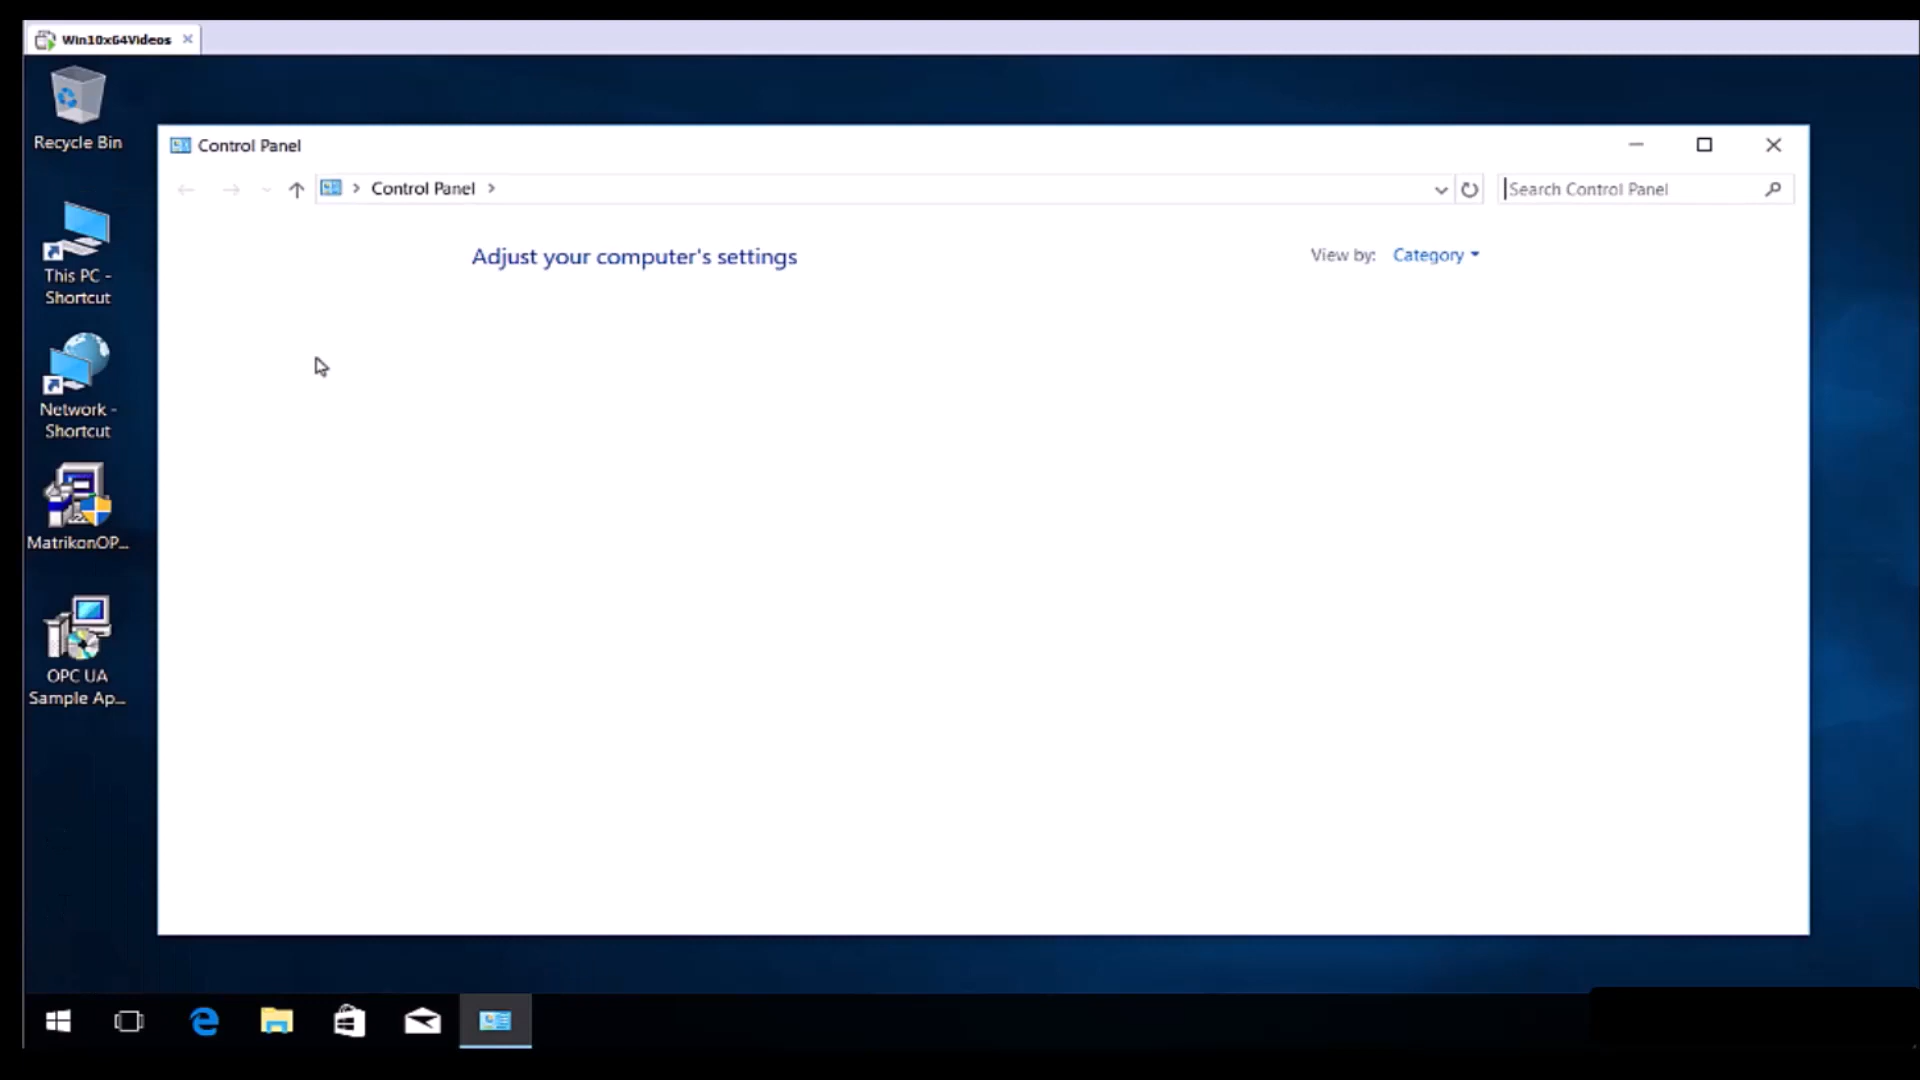 Win10x64Videos
Recycle Bin
Control Panel
Control Panel
Search Control Panel
Adjust your computer's settings
View by: Category
This PC -
Shortcut
Network -
Shortcut
MatrikonOP...
OPC UA
Sample Ap...